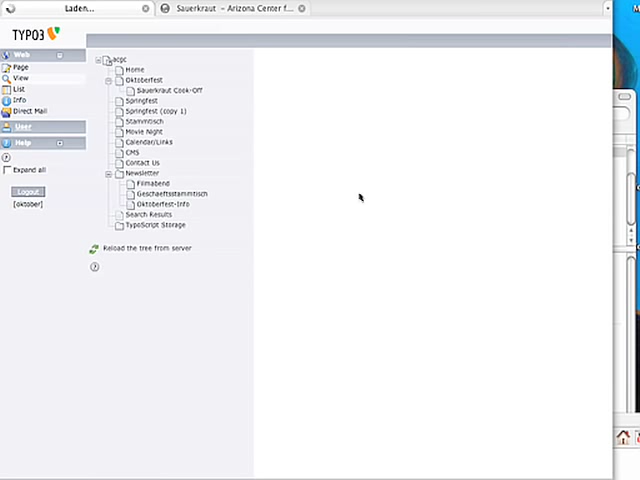 Laden...
Sauerkraut - Arizona Center f...
TYPO3
Web
Page
View
List
Info
Direct Mail
User
Help
Expand all
Logout
[oktober]
acgc
Home
Oktoberfest
Sauerkraut Cook-Off
Springfest
Springfest (copy 1)
Stammtisch
Movie Night
Calendar/Links
CMS
Contact Us
Newsletter
Filmabend
Geschaeftsstammtisch
Oktoberfest-Info
Search Results
TypoScript Storage
Reload the tree from server